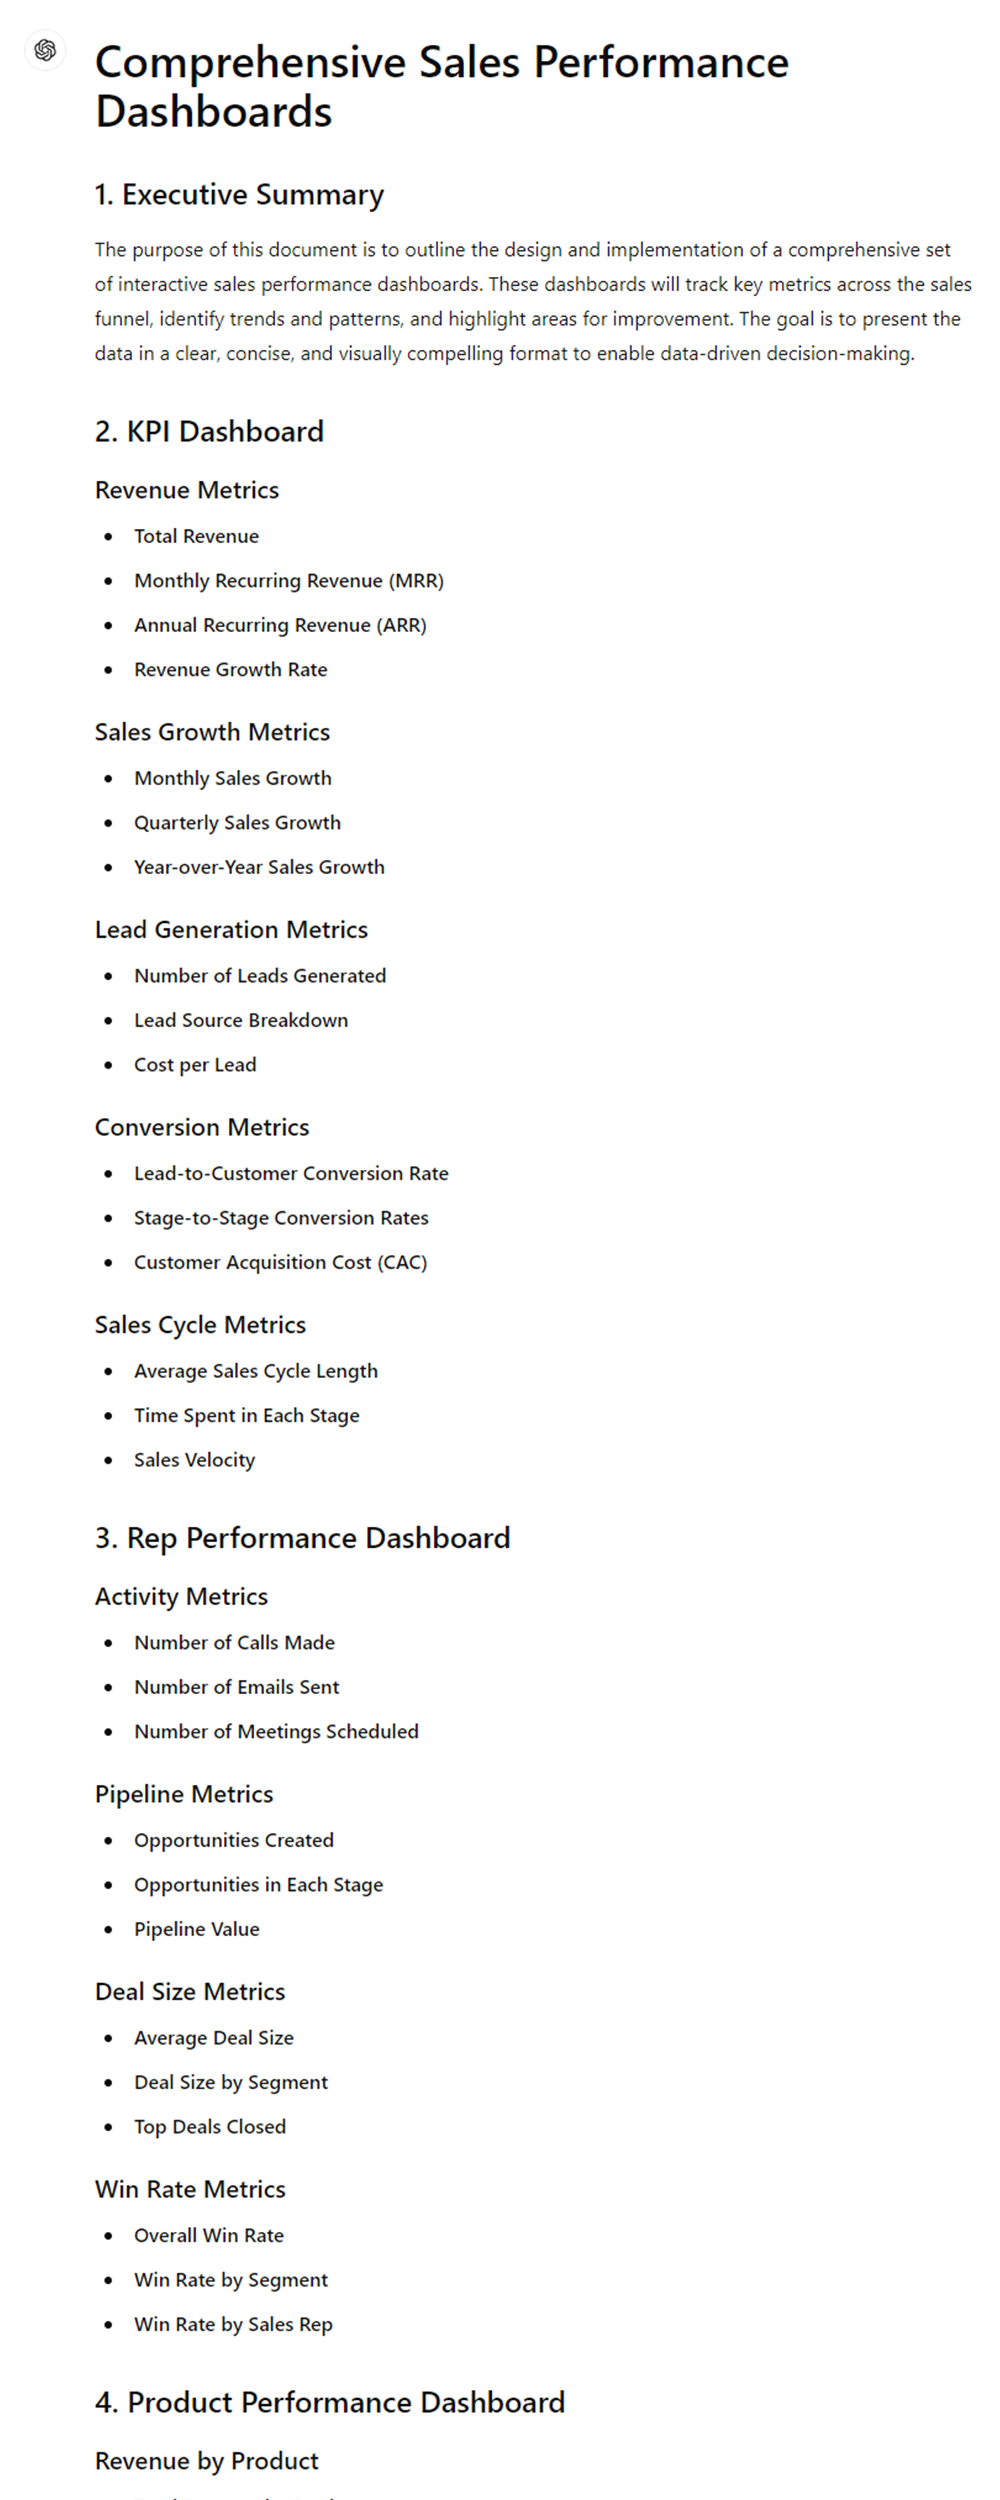 Comprehensive Sales Performance
Dashboards
1. Executive Summary
The purpose of this document is to outline the design and implementation of a comprehensive set
of interactive sales performance dashboards. These dashboards will track key metrics across the sales
funnel, identify trends and patterns, and highlight areas for improvement. The goal is to present the
data in a clear, concise, and visually compelling format to enable data-driven decision-making.
2. KPI Dashboard
Revenue Metrics
• Total Revenue
• Monthly Recurring Revenue (MRR)
• Annual Recurring Revenue (ARR)
• Revenue Growth Rate
Sales Growth Metrics
• Monthly Sales Growth
• Quarterly Sales Growth
• Year-over-Year Sales Growth
Lead Generation Metrics
• Number of Leads Generated
• Lead Source Breakdown
• Cost per Lead
Conversion Metrics
• Lead-to-Customer Conversion Rate
• Stage-to-Stage Conversion Rates
• Customer Acquisition Cost (CAC)
Sales Cycle Metrics
• Average Sales Cycle Length
• Time Spent in Each Stage
• Sales Velocity
3. Rep Performance Dashboard
Activity Metrics
• Number of Calls Made
• Number of Emails Sent
• Number of Meetings Scheduled
Pipeline Metrics
• Opportunities Created
• Opportunities in Each Stage
• Pipeline Value
Deal Size Metrics
• Average Deal Size
• Deal Size by Segment
• Top Deals Closed
Win Rate Metrics
• Overall Win Rate
• Win Rate by Segment
• Win Rate by Sales Rep
4. Product Performance Dashboard
Revenue by Product